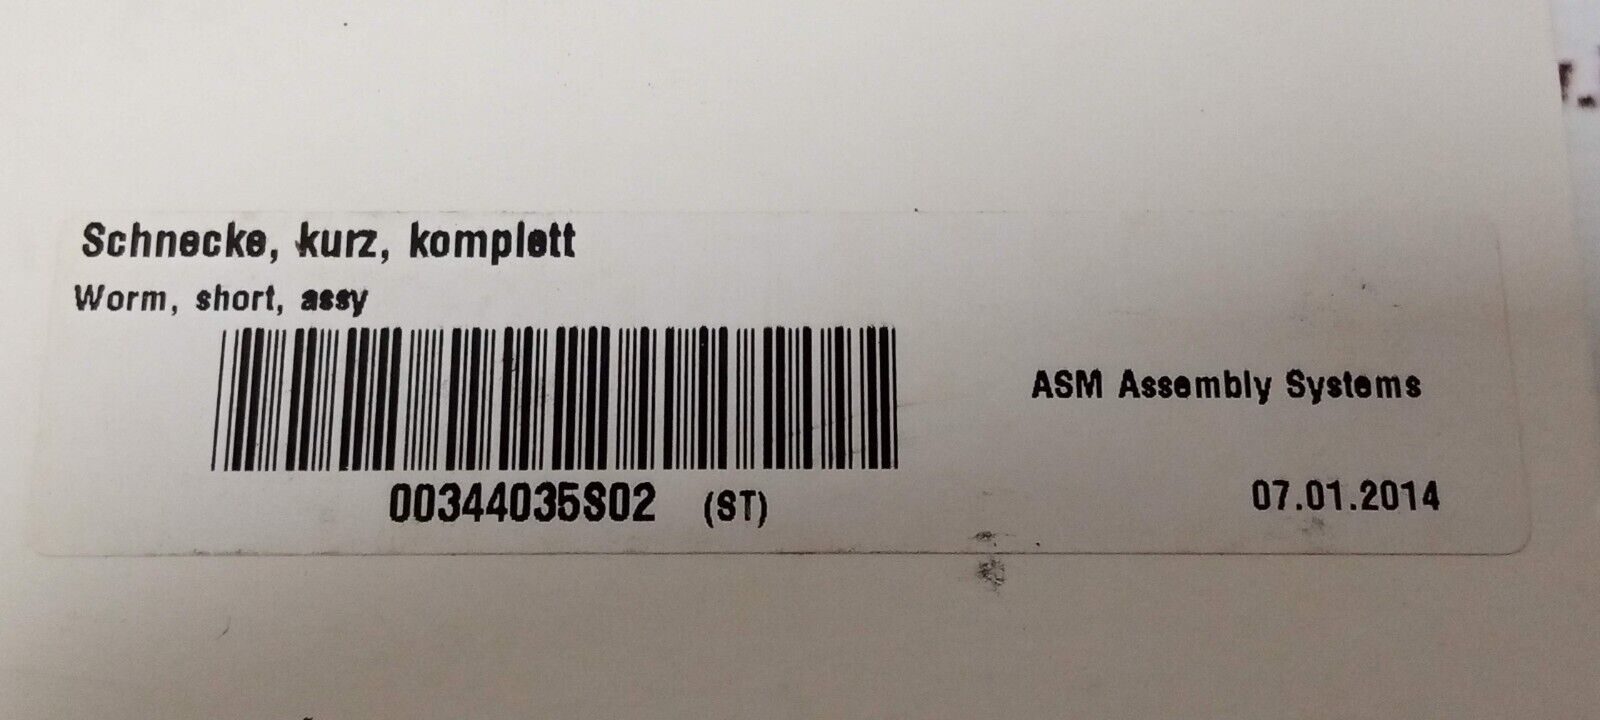 Schnecke, kurz, komplett
Worm, short, assy
ASM Assembly Systems
00344035S02 (ST)
07.01.2014